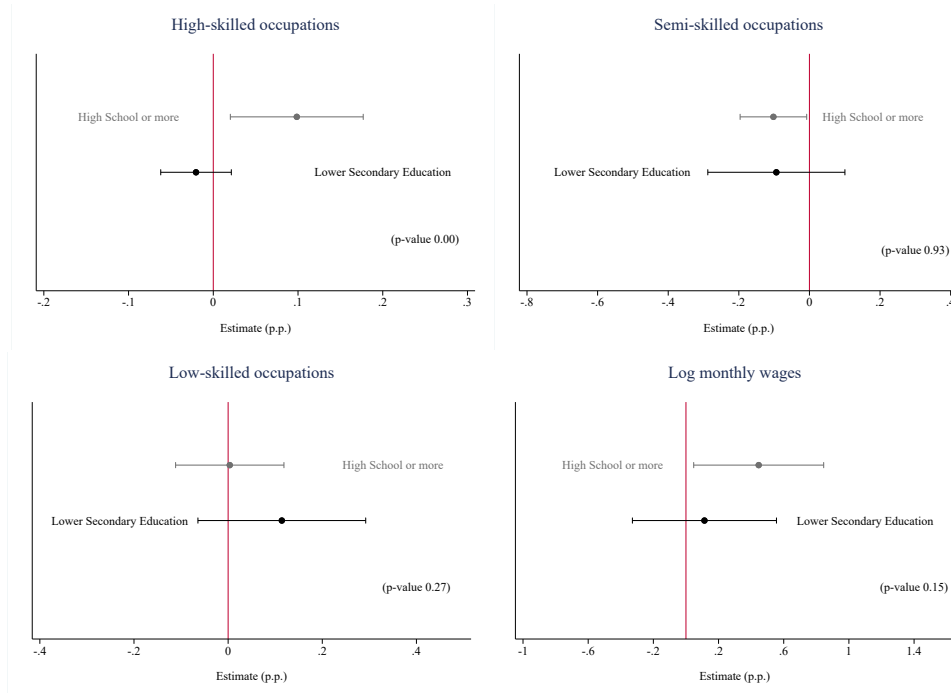 High-skilled occupations
High School or more
Lower Secondary Education
(p-value 0.00)
-.2 -.1 0 .1 .2 .3
Estimate (p.p.)
Semi-skilled occupations
High School or more
Lower Secondary Education
(p-value 0.93)
-.8 -.6 -.4 -.2 0 .2 .4
Estimate (p.p.)
Low-skilled occupations
High School or more
Lower Secondary Education
(p-value 0.27)
-.4 -.2 0 .2 .4
Estimate (p.p.)
Log monthly wages
High School or more
Lower Secondary Education
(p-value 0.15)
-1 -.6 -.2 .2 .6 1 1.4
Estimate (p.p.)